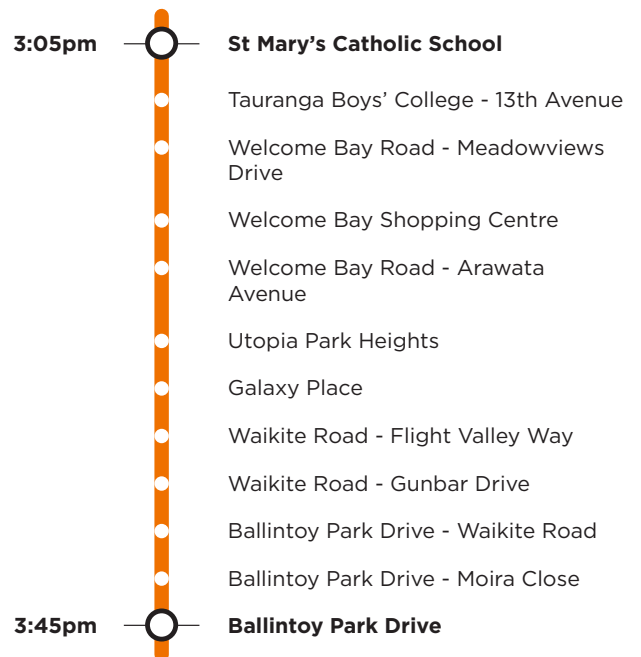 3:05pm St Mary’s Catholic School
Tauranga Boys’ College - 13th Avenue
Welcome Bay Road - Meadowviews
Drive
Welcome Bay Shopping Centre
Welcome Bay Road - Arawata
Avenue
Utopia Park Heights
Galaxy Place
Waikite Road - Flight Valley Way
Waikite Road - Gunbar Drive
Ballintoy Park Drive - Waikite Road
Ballintoy Park Drive - Moira Close
3:45pm Ballintoy Park Drive